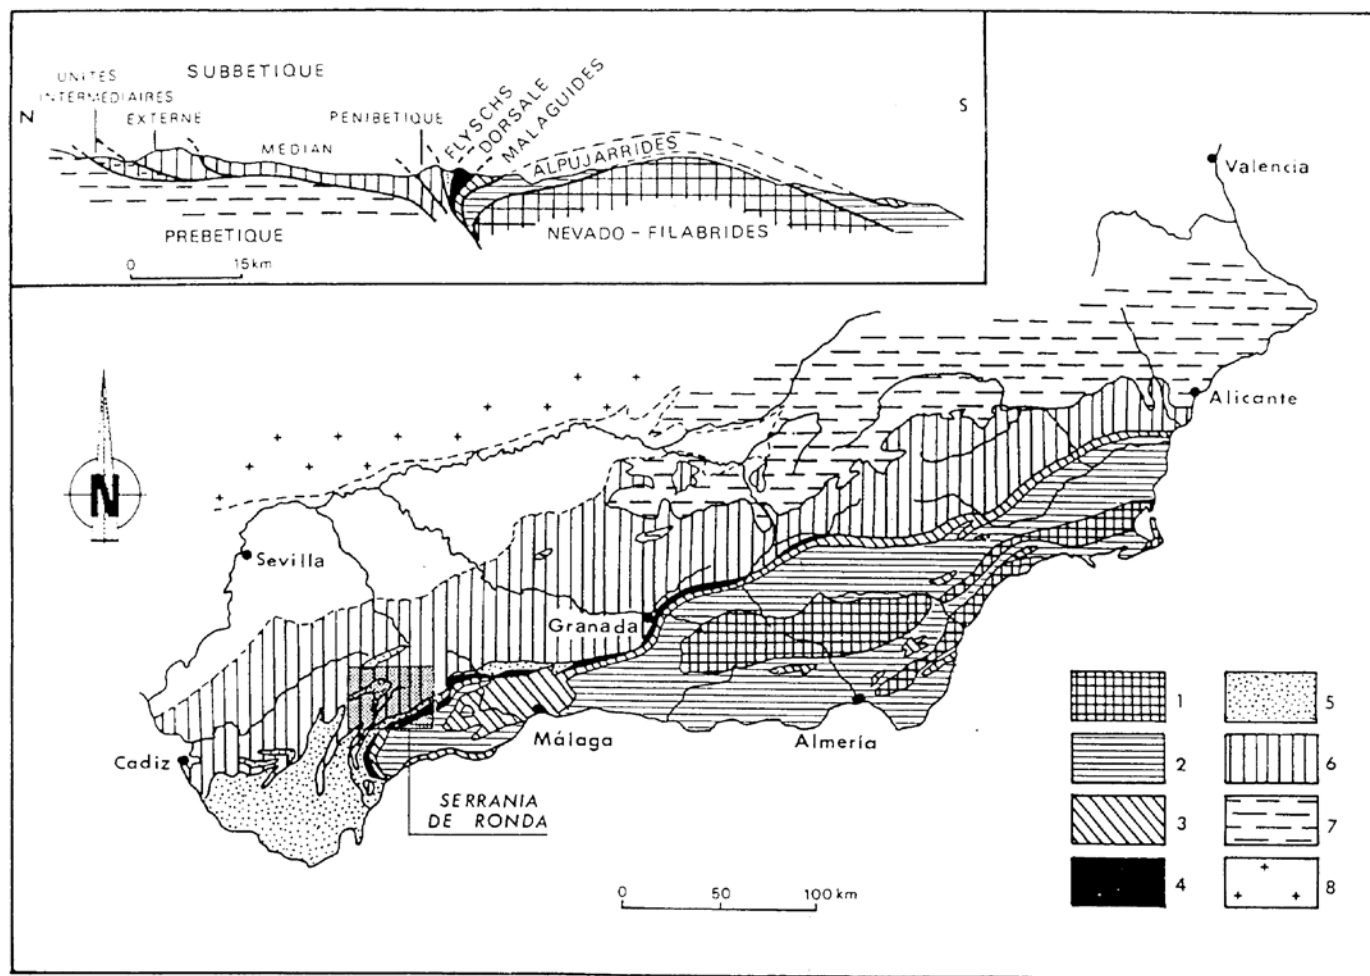 SUBBETIQUE
UNITES
INTERMEDIAIRES
EXTERNE
MEDIAN
PENIBETIQUE
FLYSCHS
DORSALE
MALAGUIDES
ALPUJARRIDES
N
S
PREBETIQUE
NEVADO - FILABRIDES
0 15km
Valencia
Alicante
N
Sevilla
Granada
Cadiz
Málaga
Almería
SERRANIA
DE RONDA
0 50 100 km
1
2
3
4
5
6
7
8